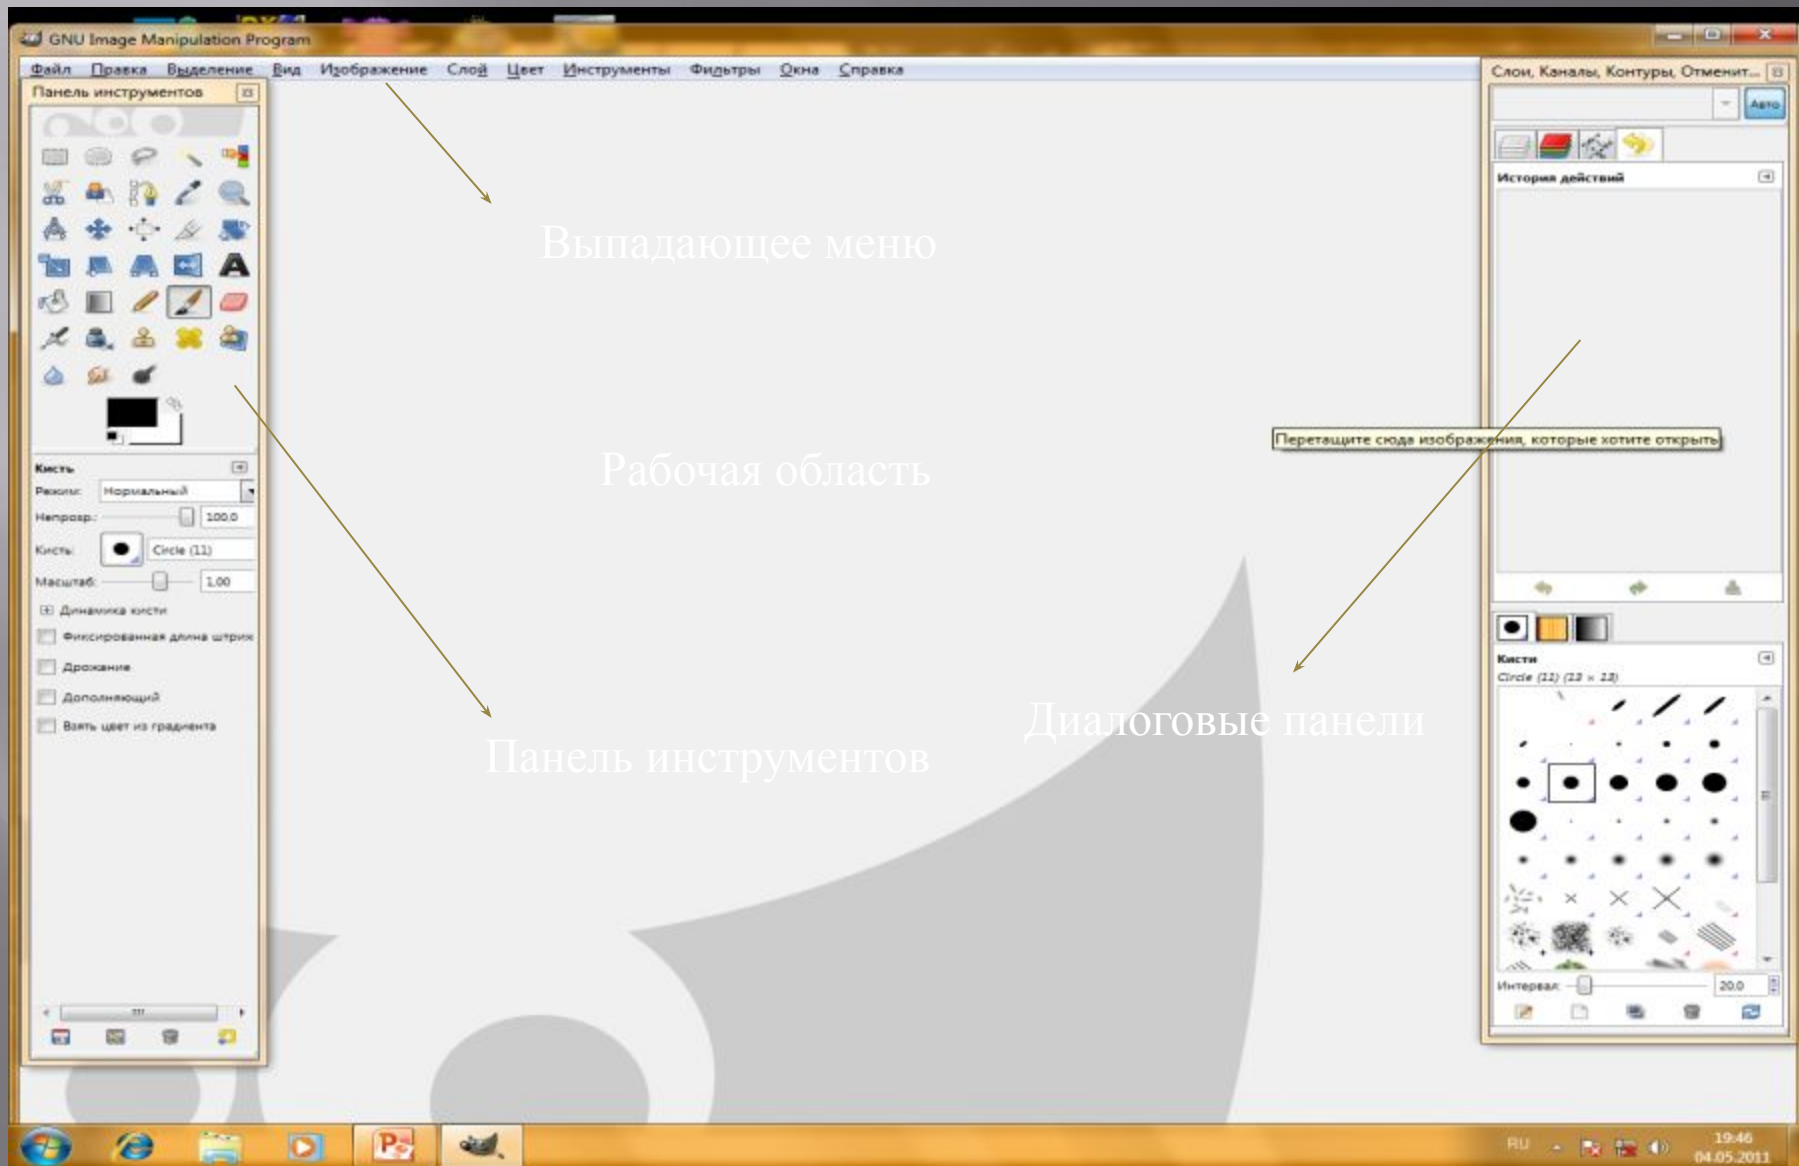 GNU Image Manipulation Program
Файл Правка Выделение Вид Изображение Слой Цвет Инструменты Фильтры Окна Справка
Панель инструментов
Кисть
Режим: Нормальный
Непрозр.: 100,0
Кисть: Circle (11)
Масштаб: 1,00
Динамика кисти
Фиксированная длина штрих
Дрожание
Дополняющий
Взять цвет из градиента
Выпадающее меню
Рабочая область
Панель инструментов
Диалоговые панели
Перетащите сюда изображения, которые хотите открыть
Слои, Каналы, Контуры, Отменит...
Авто
История действий
Кисти
Circle (11) (13 × 13)
Интервал: 20,0
RU
19:46
04.05.2011